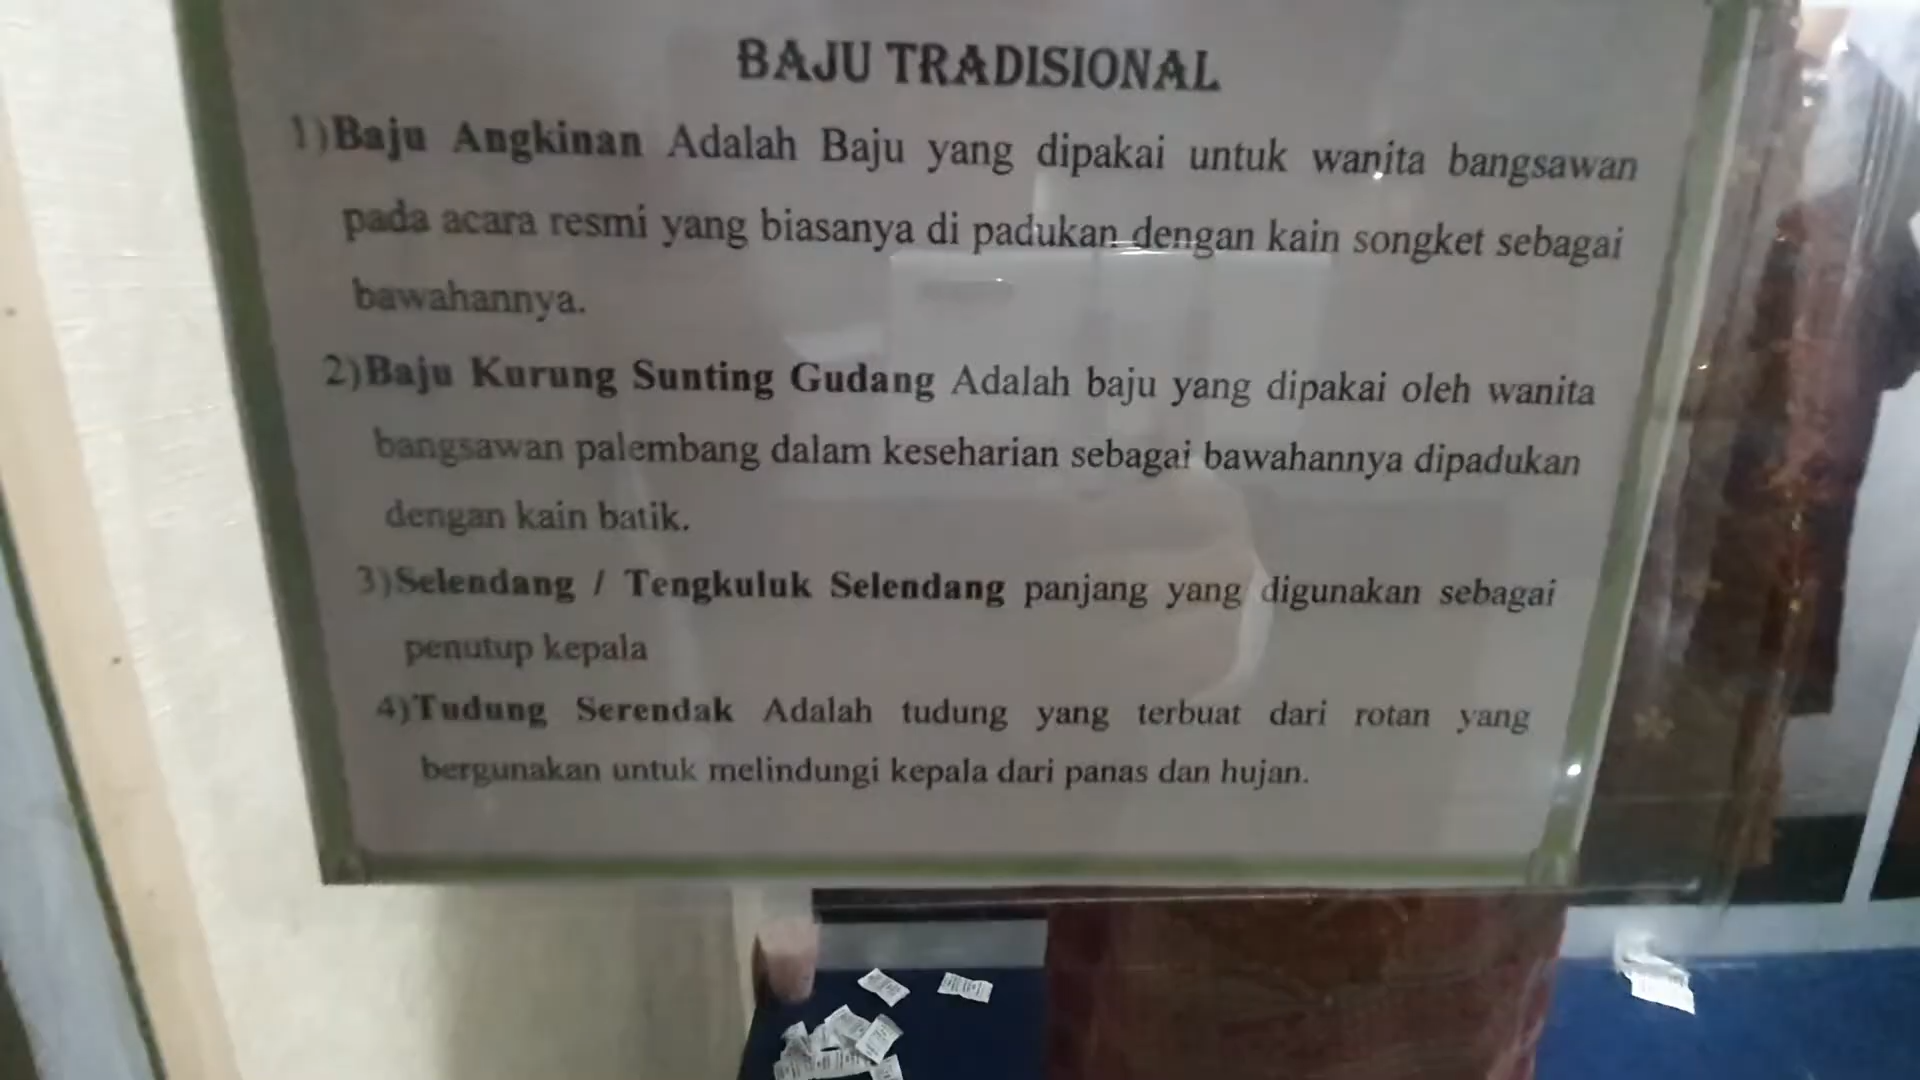 BAJU TRADISIONAL
1)Baju Angkinan Adalah Baju yang dipakai untuk wanita bangsawan
pada acara resmi yang biasanya di padukan dengan kain songket sebagai
bawahannya.
2)Baju Kurung Sunting Gudang Adalah baju yang dipakai oleh wanita
bangsawan palembang dalam keseharian sebagai bawahannya dipadukan
dengan kain batik.
3)Selendang / Tengkuluk Selendang panjang yang digunakan sebagai
penutup kepala
4)Tudung Serendak Adalah tudung yang terbuat dari rotan yang
bergunakan untuk melindungi kepala dari panas dan hujan.